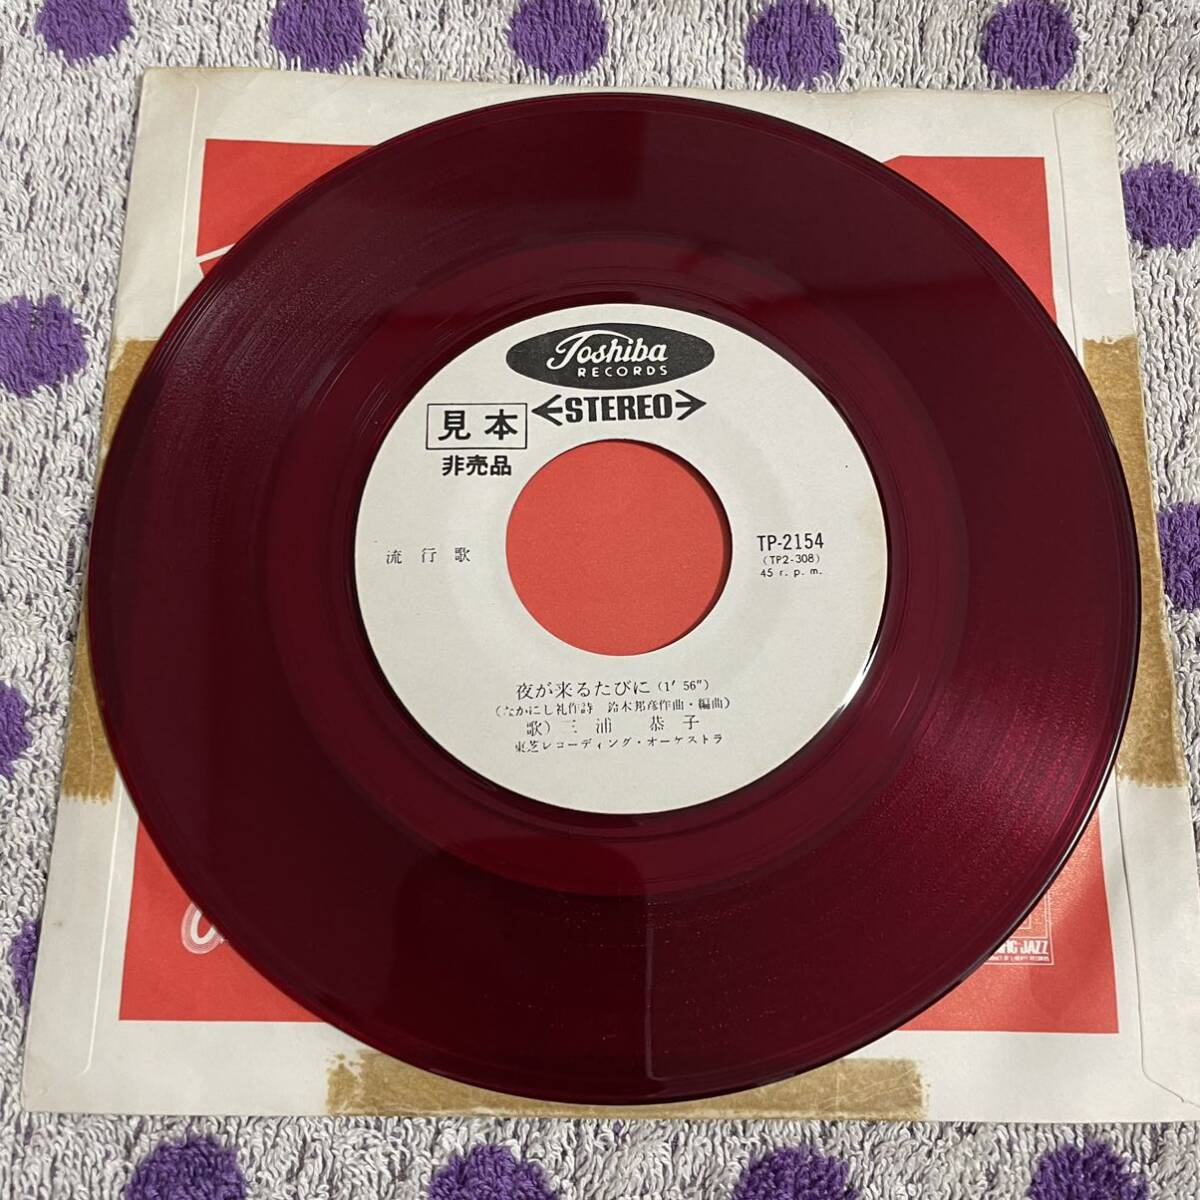 Toshiba
RECORDS
STEREO
見本
非売品
流行歌
TP-2154
(TP2-308)
45 r. p. m.
夜が来るたびに(1′56″)
(なかにし礼作詩 鈴木邦彦作曲・編曲)
歌) 三浦 恭子
東芝レコーディング・オーケストラ
JAZZ